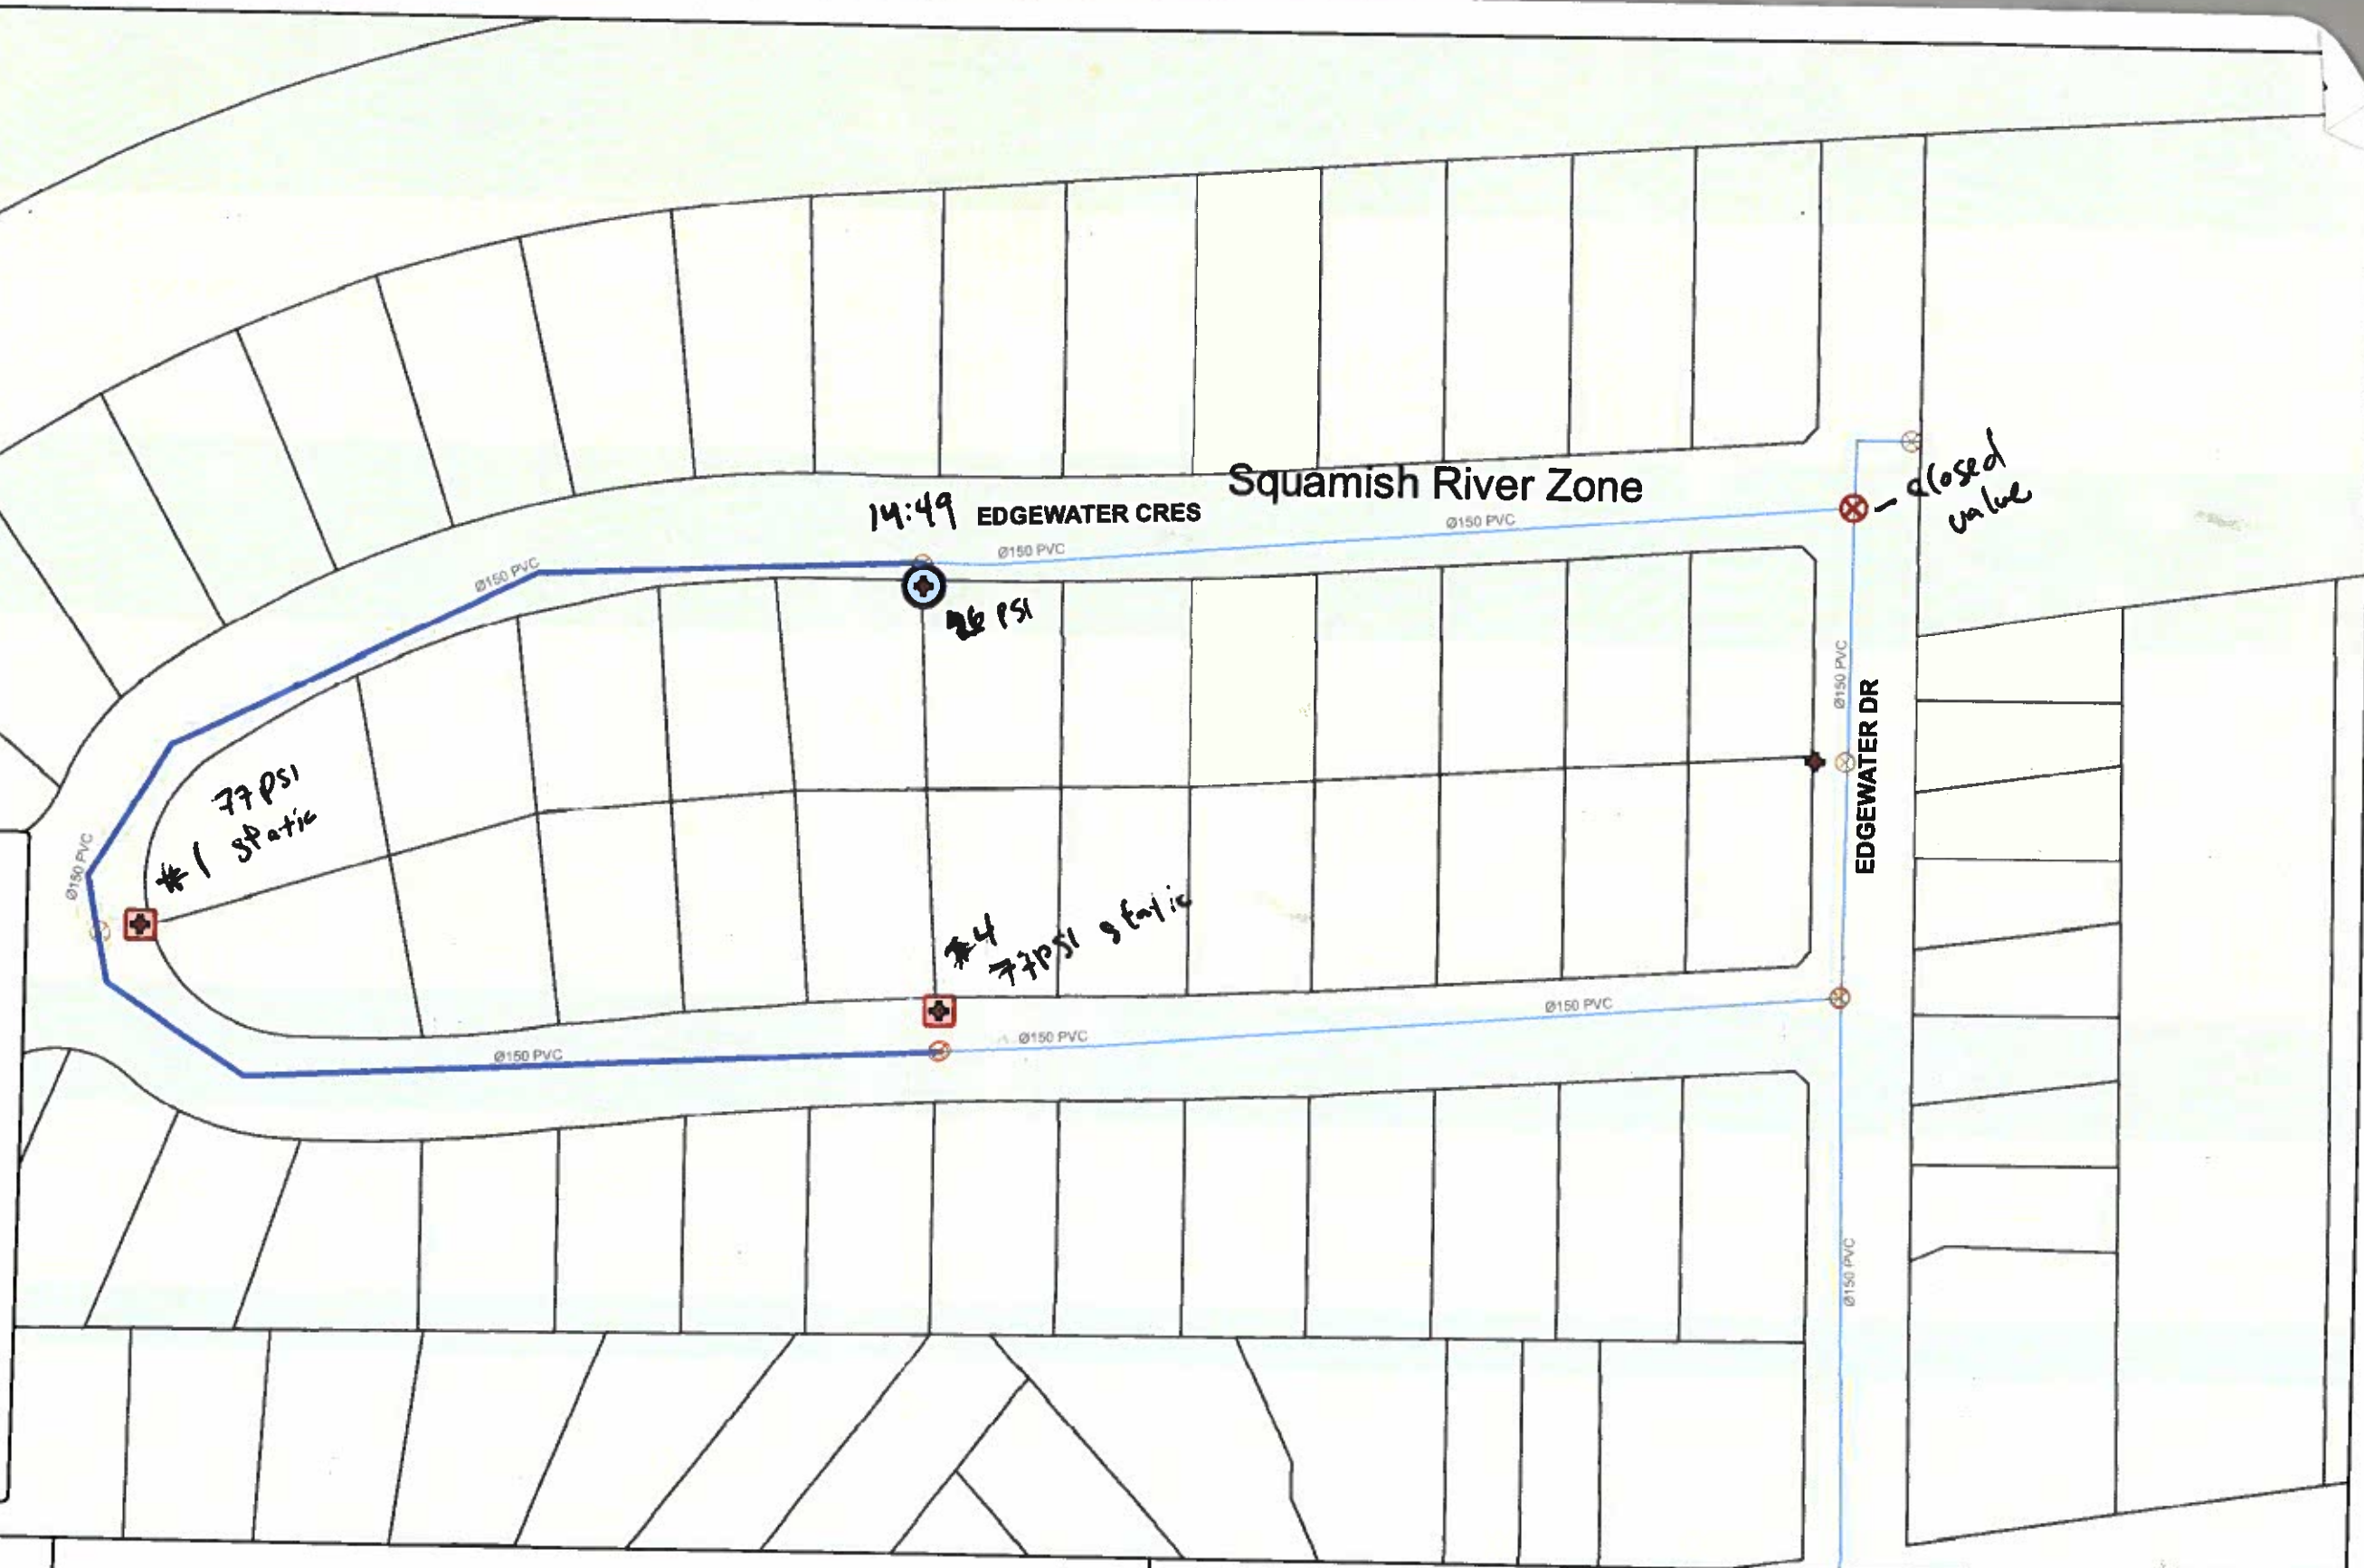 Squamish River Zone
14:49 EDGEWATER CRES
Ø150 PVC
Ø150 PVC
Ø150 PVC
closed
valve
psi
Ø150 PVC
EDGEWATER DR
77psi
static
#1
Ø150 PVC
#4
77psi static
Ø150 PVC
Ø150 PVC
Ø150 PVC
Ø150 PVC